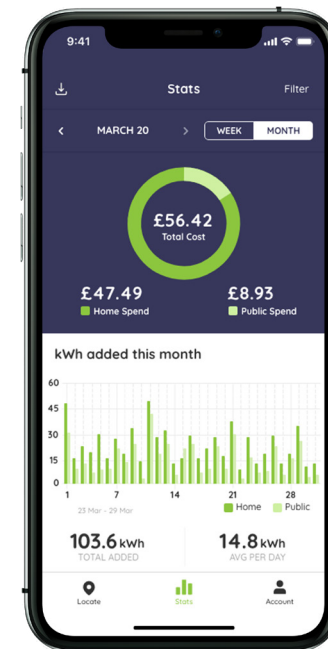 9:41
Stats
Filter
MARCH 20
WEEK
MONTH
£56.42
Total Cost
£47.49
£8.93
Home Spend
Public Spend
kWh added this month
60
45
30
15
0
1 7 14 21 28
23 Mar - 29 Mar
Home
Public
103.6 kWh
14.8 kWh
TOTAL ADDED
AVG PER DAY
Locate
Stats
Account